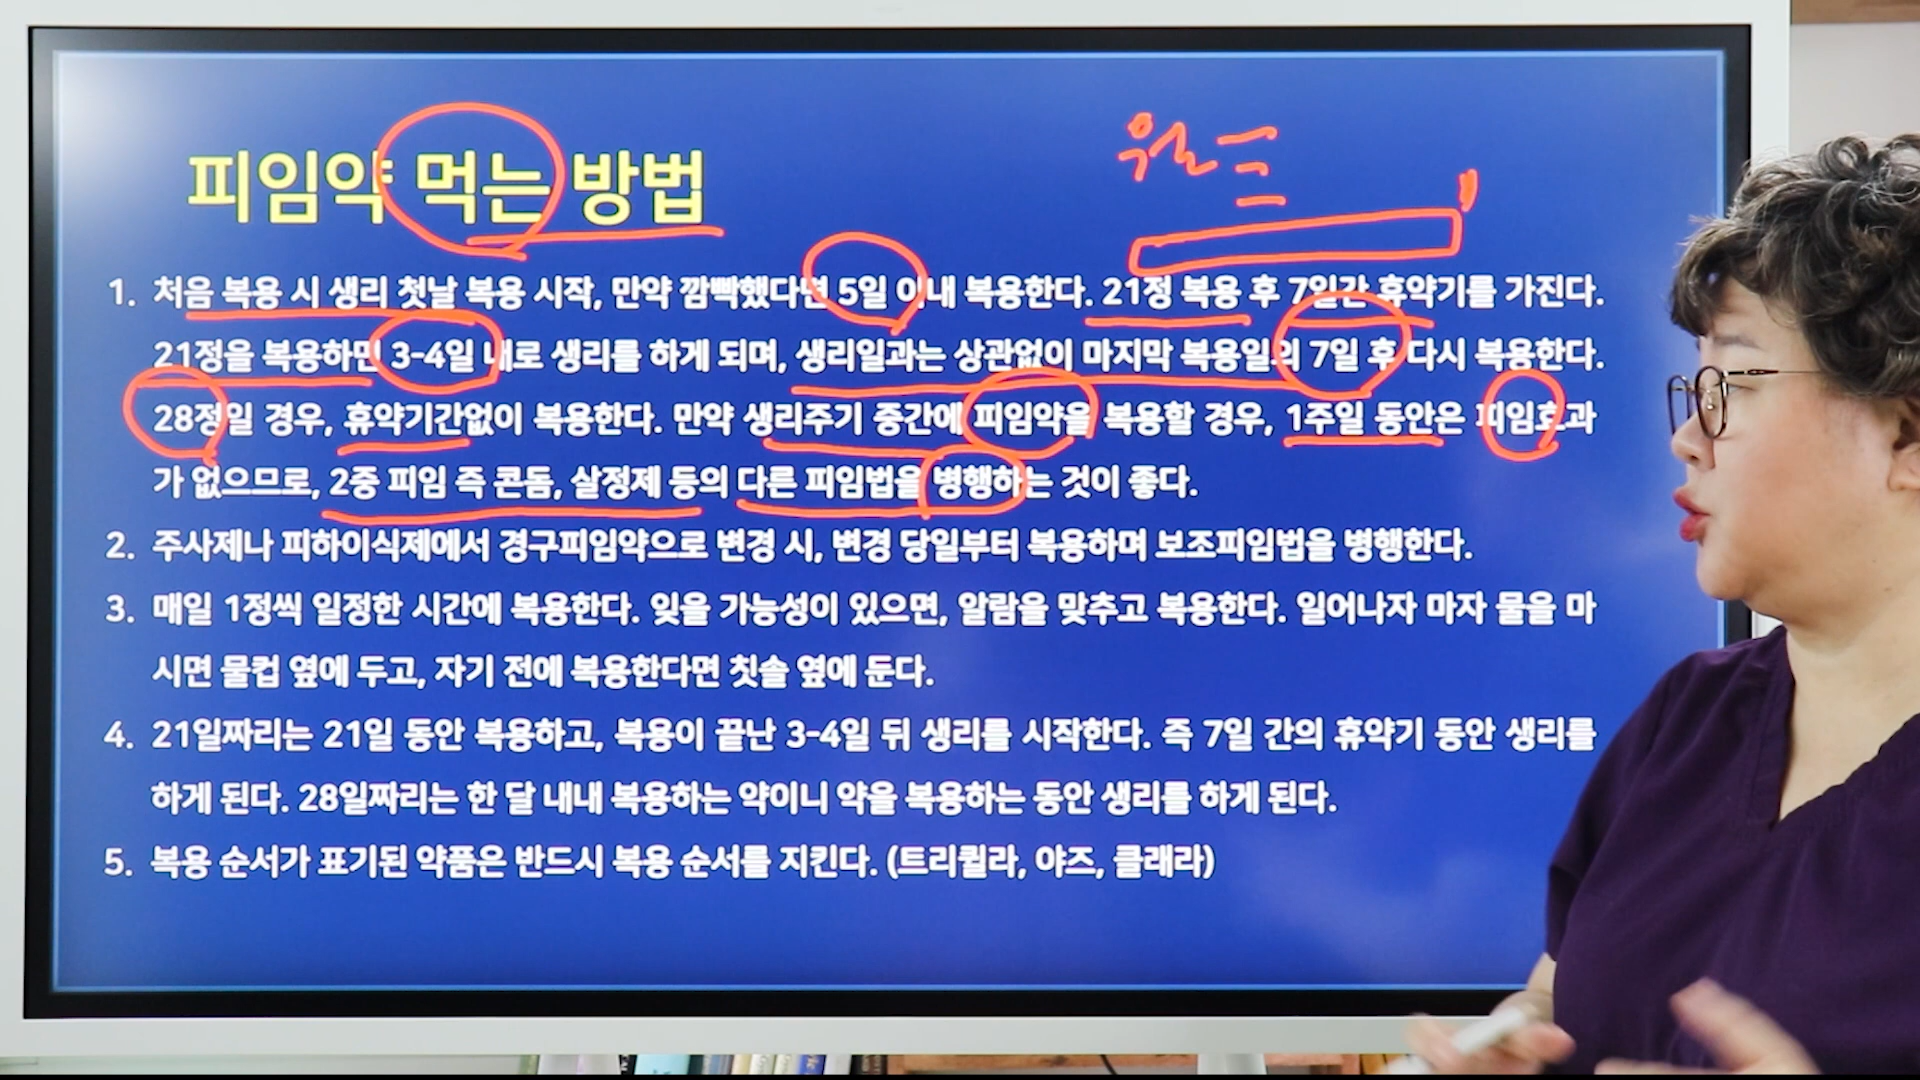 피임약 먹는 방법
1. 처음 복용 시 생리 첫날 복용 시작, 만약 깜빡했다면 5일 이내 복용한다. 21정 복용 후 7일간 휴약기를 가진다.
21정을 복용하면 3-4일 내로 생리를 하게 되며, 생리일과는 상관없이 마지막 복용일의 7일 후 다시 복용한다.
28정일 경우, 휴약기간없이 복용한다. 만약 생리주기 중간에 피임약을 복용할 경우, 1주일 동안은 피임효과
가 없으므로, 2중 피임 즉 콘돔, 살정제 등의 다른 피임법을 병행하는 것이 좋다.
2. 주사제나 피하이식제에서 경구피임약으로 변경 시, 변경 당일부터 복용하며 보조피임법을 병행한다.
3. 매일 1정씩 일정한 시간에 복용한다. 잊을 가능성이 있으면, 알람을 맞추고 복용한다. 일어나자 마자 물을 마
시면 물컵 옆에 두고, 자기 전에 복용한다면 칫솔 옆에 둔다.
4. 21일짜리는 21일 동안 복용하고, 복용이 끝난 3-4일 뒤 생리를 시작한다. 즉 7일 간의 휴약기 동안 생리를
하게 된다. 28일짜리는 한 달 내내 복용하는 약이니 약을 복용하는 동안 생리를 하게 된다.
5. 복용 순서가 표기된 약품은 반드시 복용 순서를 지킨다. (트리퀼라, 야즈, 클래라)